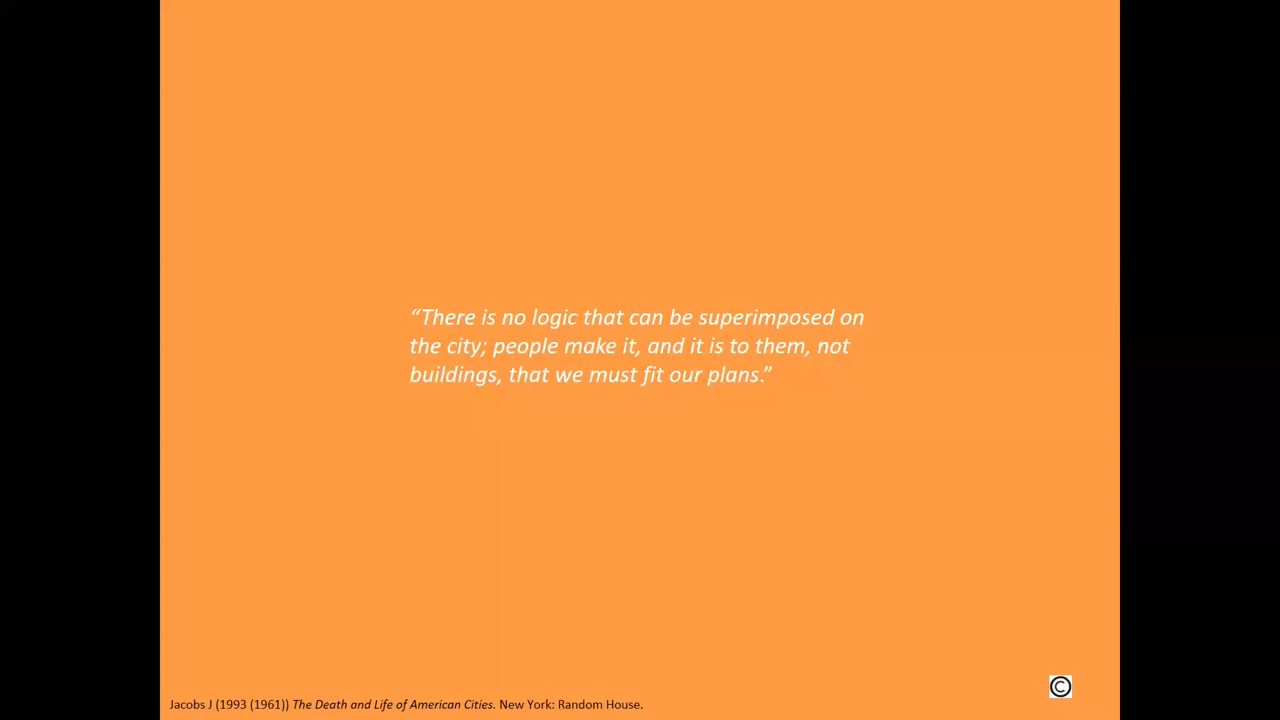 “There is no logic that can be superimposed on
the city; people make it, and it is to them, not
buildings, that we must fit our plans.”
©
Jacobs J (1993 (1961)) The Death and Life of American Cities. New York: Random House.